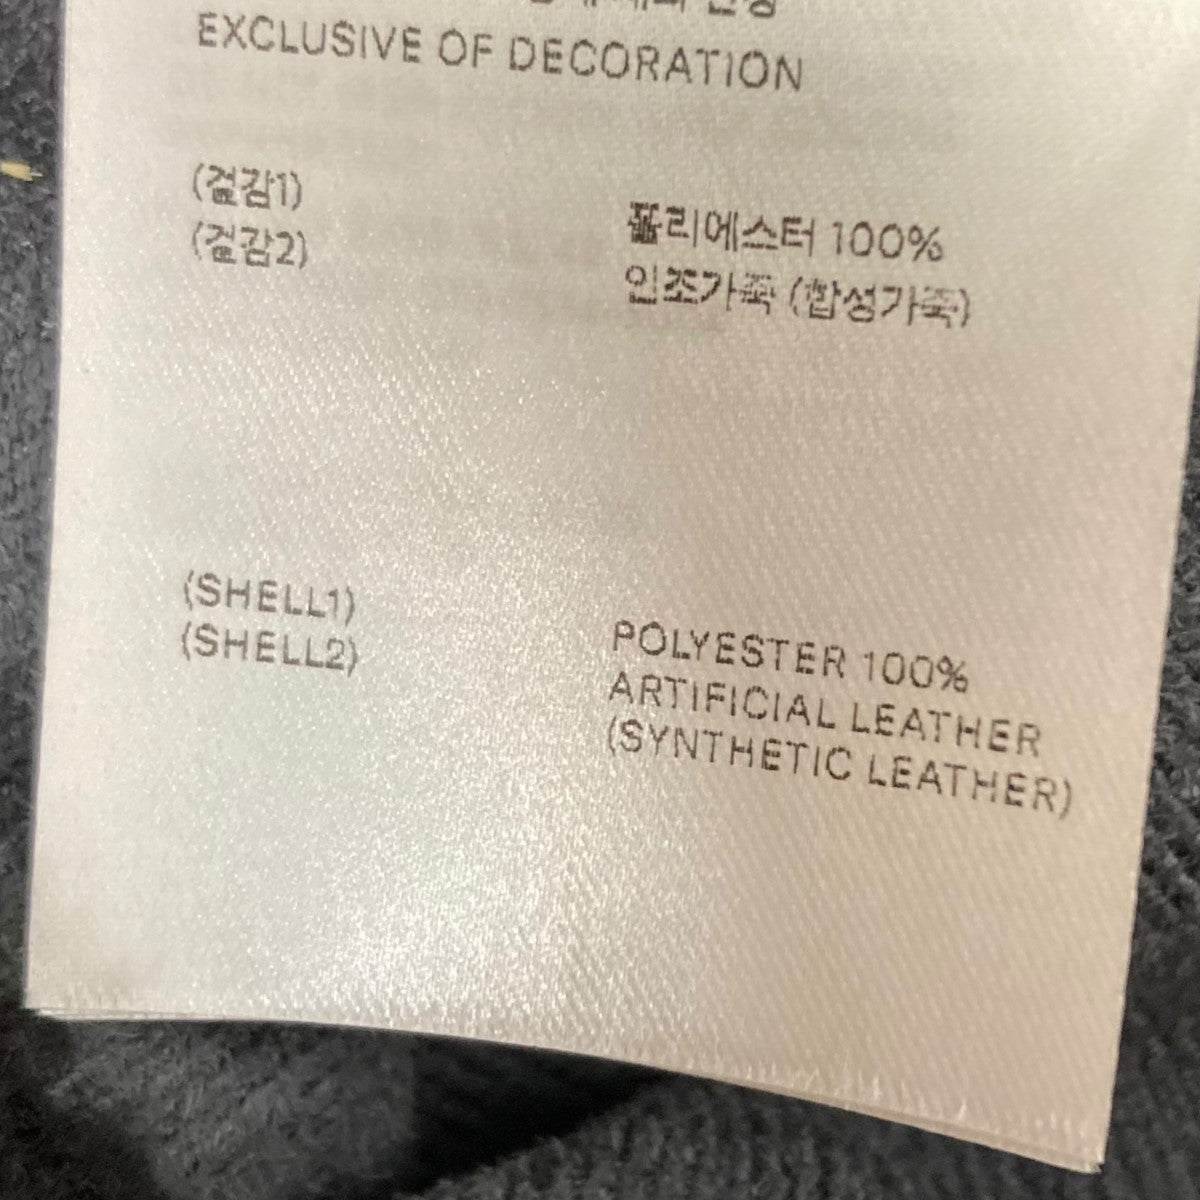 EXCLUSIVE OF DECORATION
(겉감1)
(겉감2)
폴리에스터 100%
인조가죽 (합성가죽)
(SHELL1)
(SHELL2)
POLYESTER 100%
ARTIFICIAL LEATHER
(SYNTHETIC LEATHER)